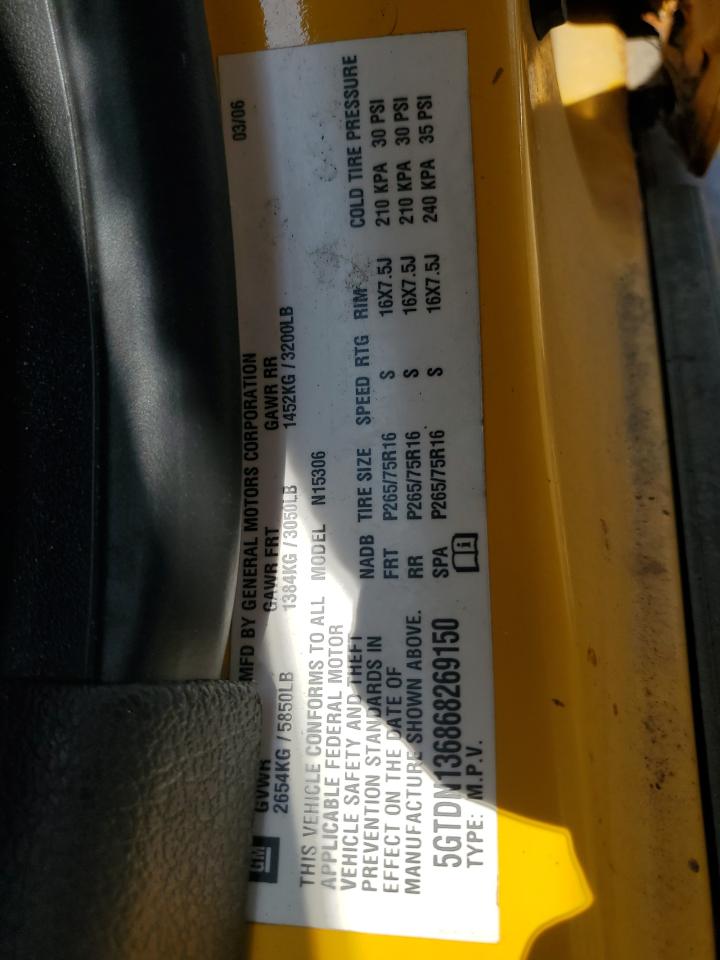 GM
MFD BY GENERAL MOTORS CORPORATION 03/06
GVWR GAWR FRT GAWR RR
2654KG / 5850LB 1384KG / 3050LB 1452KG / 3200LB
THIS VEHICLE CONFORMS TO ALL
APPLICABLE FEDERAL MOTOR
VEHICLE SAFETY AND THEFT
PREVENTION STANDARDS IN
EFFECT ON THE DATE OF
MANUFACTURE SHOWN ABOVE.
5GTDN136868269150
TYPE: M.P.V.
MODEL N15306
NADB TIRE SIZE SPEED RTG RIM COLD TIRE PRESSURE
FRT P265/75R16 S 16X7.5J 210 KPA 30 PSI
RR P265/75R16 S 16X7.5J 210 KPA 30 PSI
SPA P265/75R16 S 16X7.5J 240 KPA 35 PSI